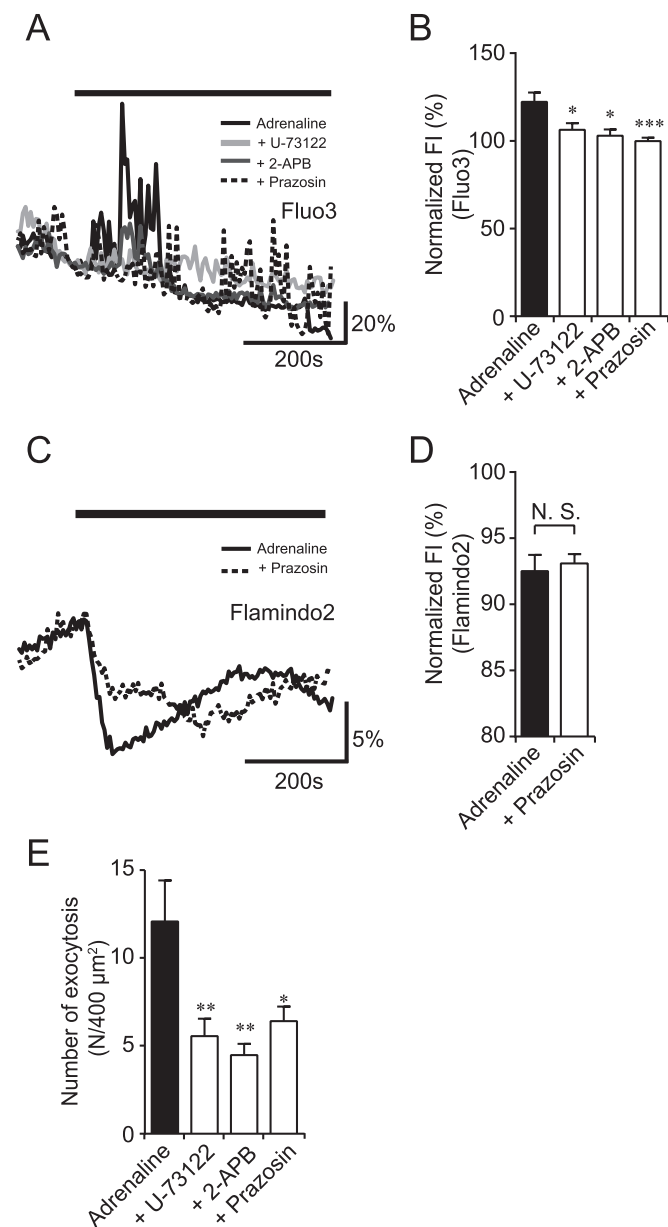 A
Adrenaline
+ U-73122
+ 2-APB
+ Prazosin
Fluo3
20%
200s
B
Normalized FI (%)
(Fluo3)
150
100
50
0
*
*
***
Adrenaline
+ U-73122
+ 2-APB
+ Prazosin
C
Adrenaline
+ Prazosin
Flamindo2
5%
200s
D
Normalized FI (%)
(Flamindo2)
100
95
92
85
80
N. S.
Adrenaline
+ Prazosin
E
Number of exocytosis
(N/400 µm²)
15
10
5
0
**
**
*
Adrenaline
+ U-73122
+ 2-APB
+ Prazosin